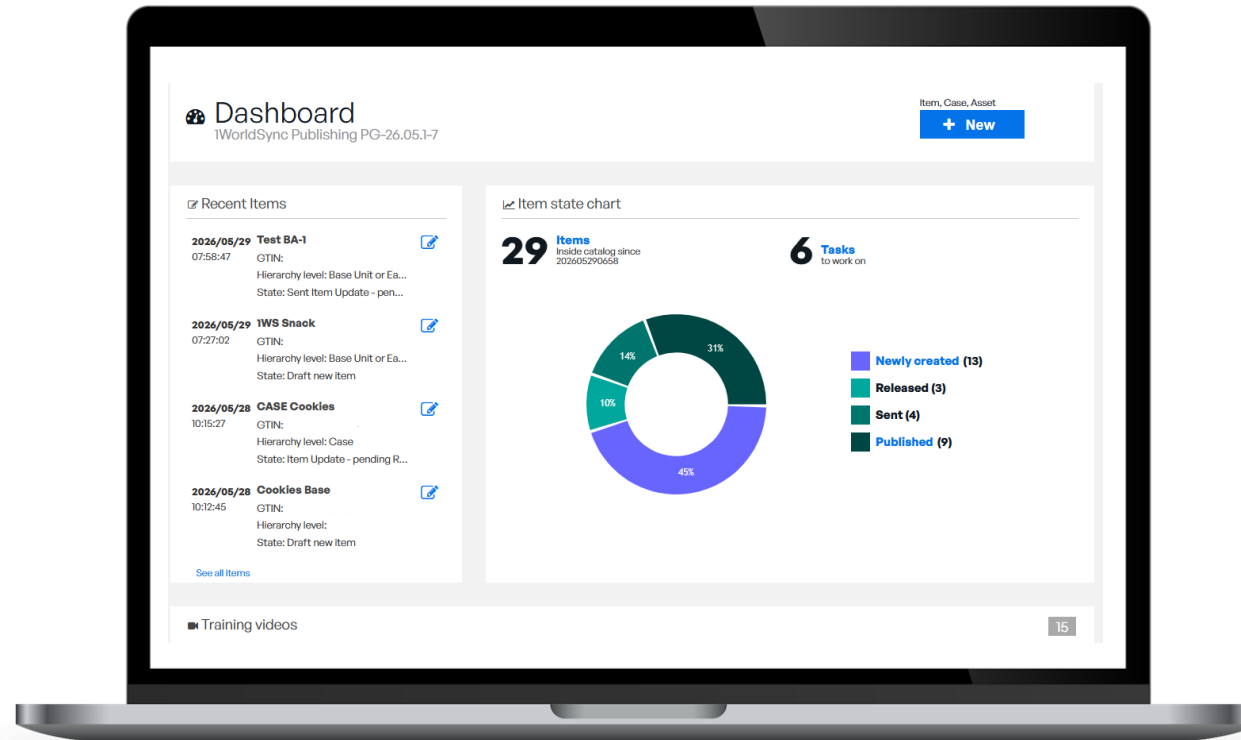 Dashboard
1WorldSync Publishing PG-26.05.1-7
Item, Case, Asset
+ New
Recent Items
2026/05/29 Test BA-1
07:58:47 GTIN:
Hierarchy level: Base Unit or Ea...
State: Sent Item Update - pen...
2026/05/29 1WS Snack
07:27:02 GTIN:
Hierarchy level: Base Unit or Ea...
State: Draft new item
2026/05/28 CASE Cookies
10:15:27 GTIN:
Hierarchy level: Case
State: Item Update - pending R...
2026/05/28 Cookies Base
10:12:45 GTIN:
Hierarchy level:
State: Draft new item
See all items
Item state chart
29 Items
Inside catalog since
202605290658
6 Tasks
to work on
31%
14%
10%
45%
Newly created (13)
Released (3)
Sent (4)
Published (9)
Training videos
15